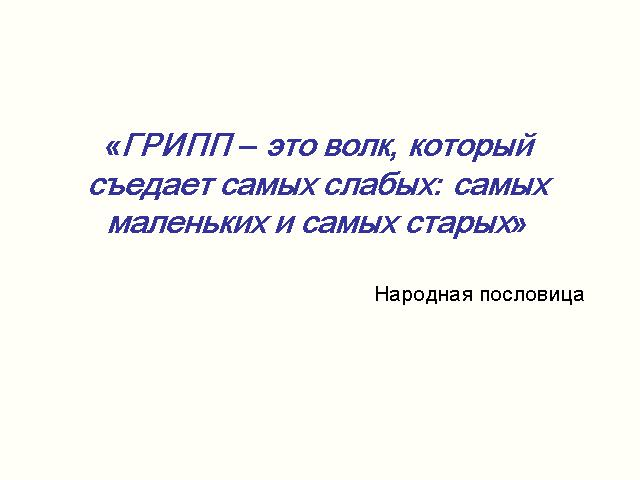 «ГРИПП – это волк, который
съедает самых слабых: самых
маленьких и самых старых»
Народная пословица